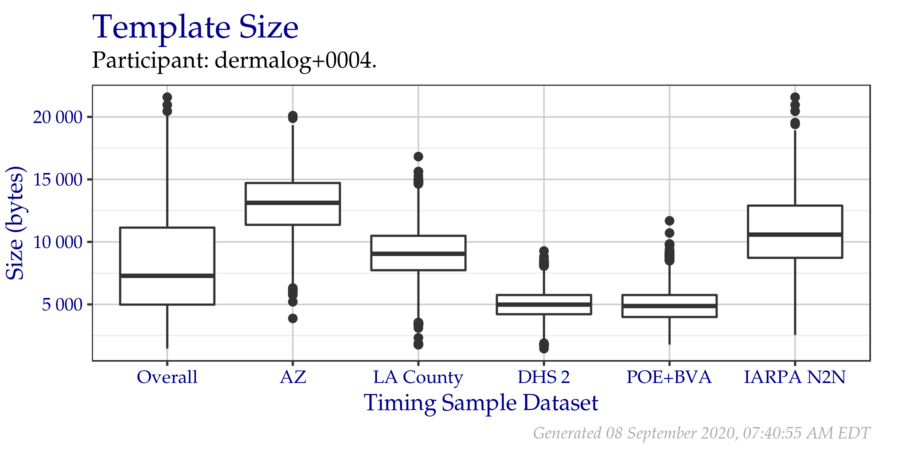 Template Size
Participant: dermalog+0004.
Size (bytes)
20 000
15 000
10 000
5 000
Overall AZ LA County DHS 2 POE+BVA IARPA N2N
Timing Sample Dataset
Generated 08 September 2020, 07:40:55 AM EDT